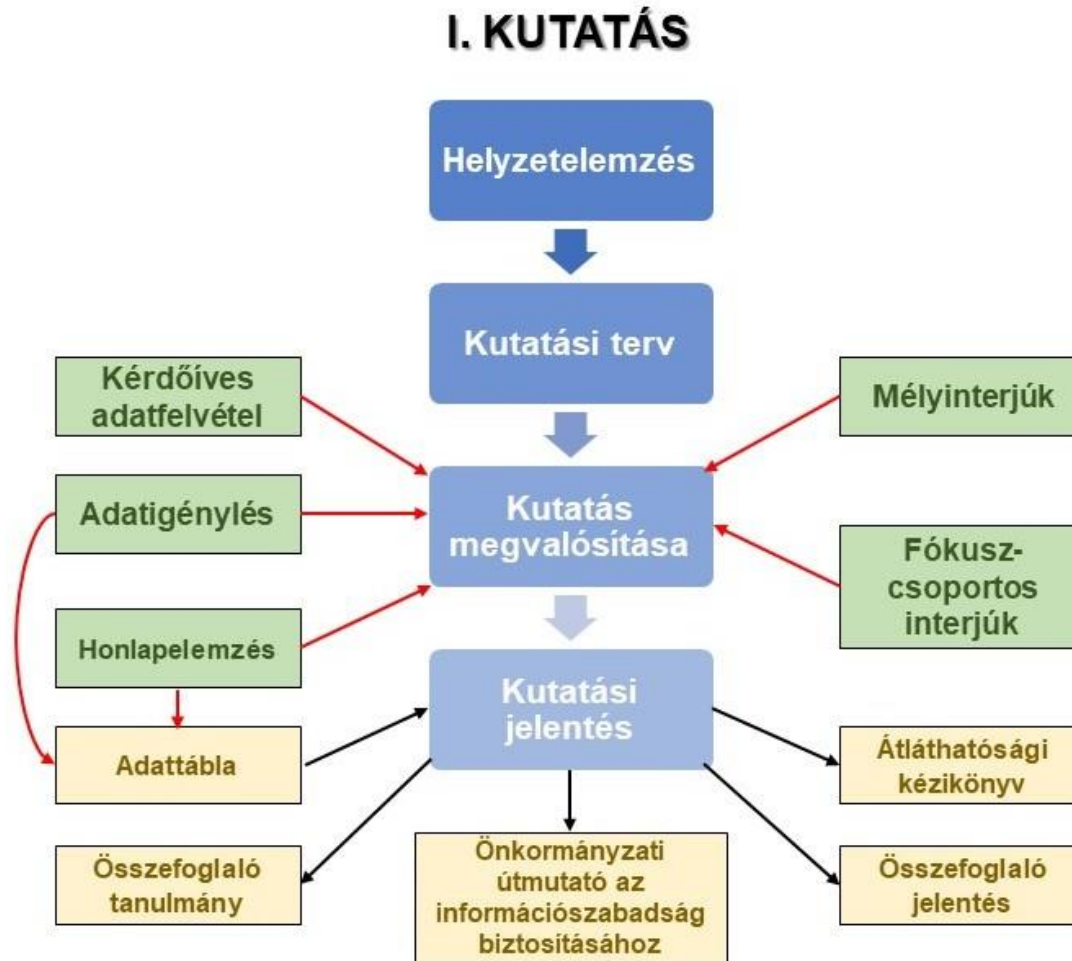 I. KUTATÁS
Helyzetelemzés
Kutatási terv
Kérdőíves
adatfelvétel
Mélyinterjúk
Adatigénylés
Kutatás
megvalósítása
Fókusz-
csoportos
interjúk
Honlapelemzés
Kutatási
jelentés
Adattábla
Átláthatósági
kézikönyv
Összefoglaló
tanulmány
Önkormányzati
útmutató az
információszabadság
biztosításához
Összefoglaló
jelentés